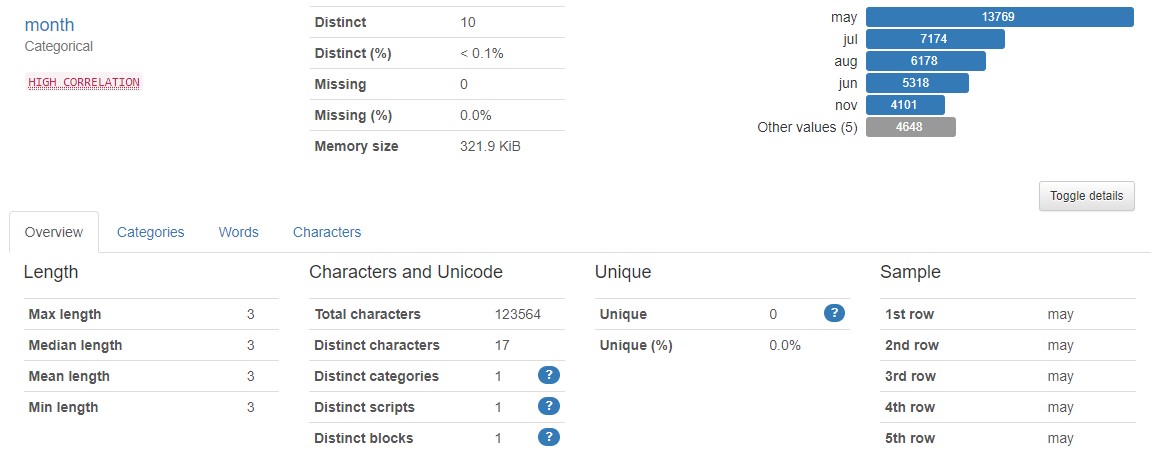 month
Categorical
HIGH CORRELATION
Distinct 10
Distinct (%) < 0.1%
Missing 0
Missing (%) 0.0%
Memory size 321.9 KiB
may 13769
jul 7174
aug 6178
jun 5318
nov 4101
Other values (5) 4648
Toggle details
Overview Categories Words Characters
Length
Max length 3
Median length 3
Mean length 3
Min length 3
Characters and Unicode
Total characters 123564
Distinct characters 17
Distinct categories 1 ?
Distinct scripts 1 ?
Distinct blocks 1 ?
Unique
Unique 0 ?
Unique (%) 0.0%
Sample
1st row may
2nd row may
3rd row may
4th row may
5th row may